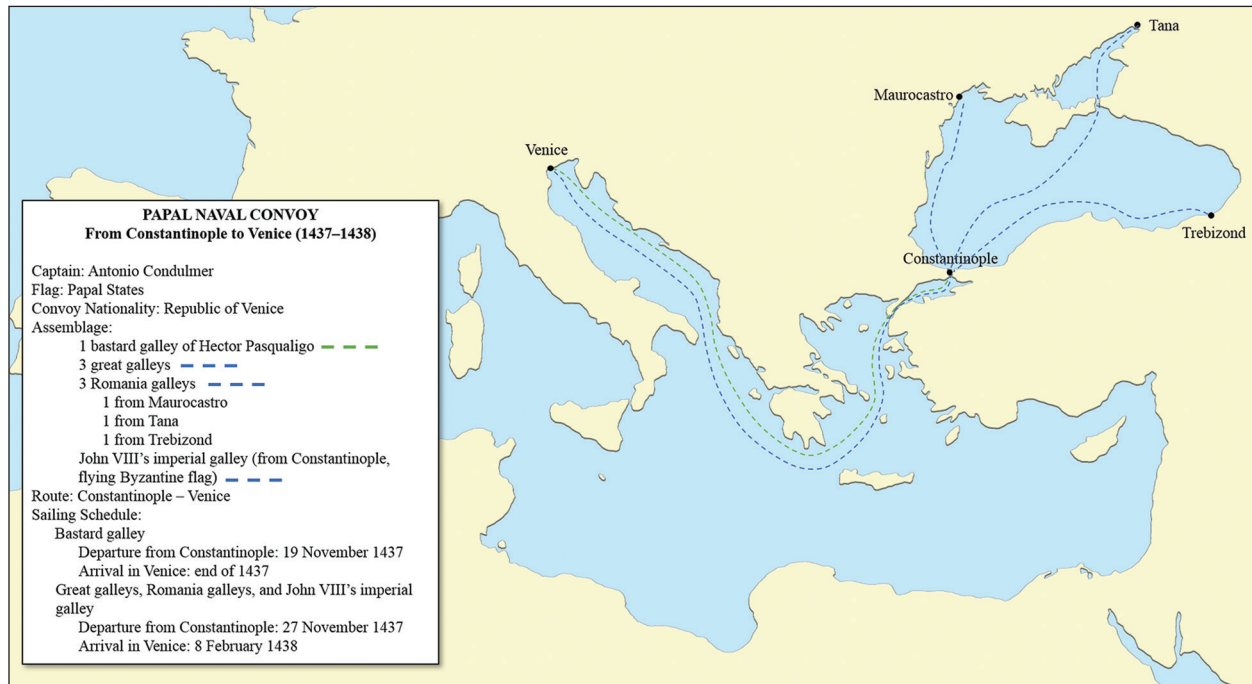 Tana
Maurocastro
Venice
Trebizond
Constantinople
PAPAL NAVAL CONVOY
From Constantinople to Venice (1437–1438)
Captain: Antonio Condulmer
Flag: Papal States
Convoy Nationality: Republic of Venice
Assemblage:
1 bastard galley of Hector Pasqualigo
3 great galleys
3 Romania galleys
1 from Maurocastro
1 from Tana
1 from Trebizond
John VIII’s imperial galley (from Constantinople,
flying Byzantine flag)
Route: Constantinople – Venice
Sailing Schedule:
Bastard galley
Departure from Constantinople: 19 November 1437
Arrival in Venice: end of 1437
Great galleys, Romania galleys, and John VIII’s imperial
galley
Departure from Constantinople: 27 November 1437
Arrival in Venice: 8 February 1438